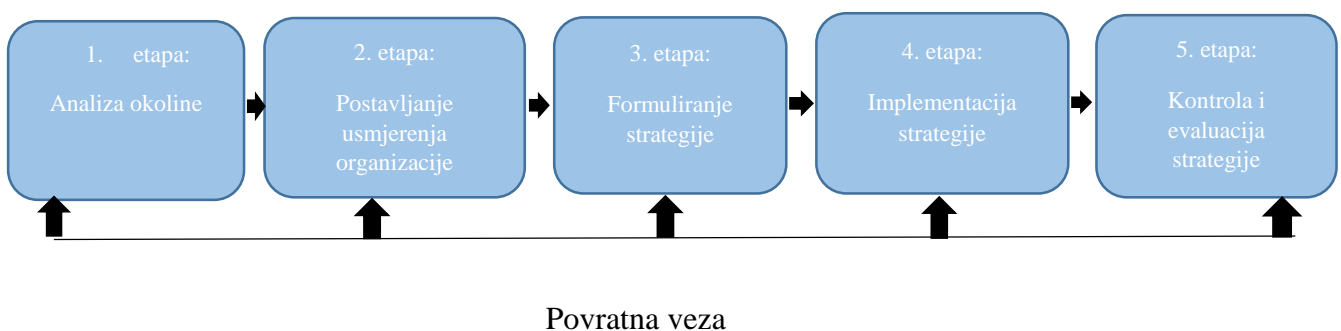 1. etapa:
Analiza okoline
2. etapa:
Postavljanje
usmjerenja
organizacije
3. etapa:
Formuliranje
strategije
4. etapa:
Implementacija
strategije
5. etapa:
Kontrola i
evaluacija
strategije
Povratna veza